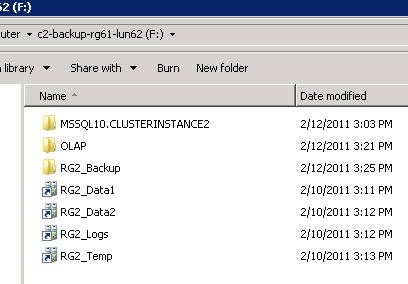 62 (F:)
uter ▸ c2-backup-rg61-lun62 (F:) ▾
library ▾ Share with ▾ Burn New folder
Name Date modified
MSSQL10.CLUSTERINSTANCE2 2/12/2011 3:03 PM
OLAP 2/12/2011 3:21 PM
RG2_Backup 2/12/2011 3:25 PM
RG2_Data1 2/10/2011 3:11 PM
RG2_Data2 2/10/2011 3:12 PM
RG2_Logs 2/10/2011 3:12 PM
RG2_Temp 2/10/2011 3:13 PM